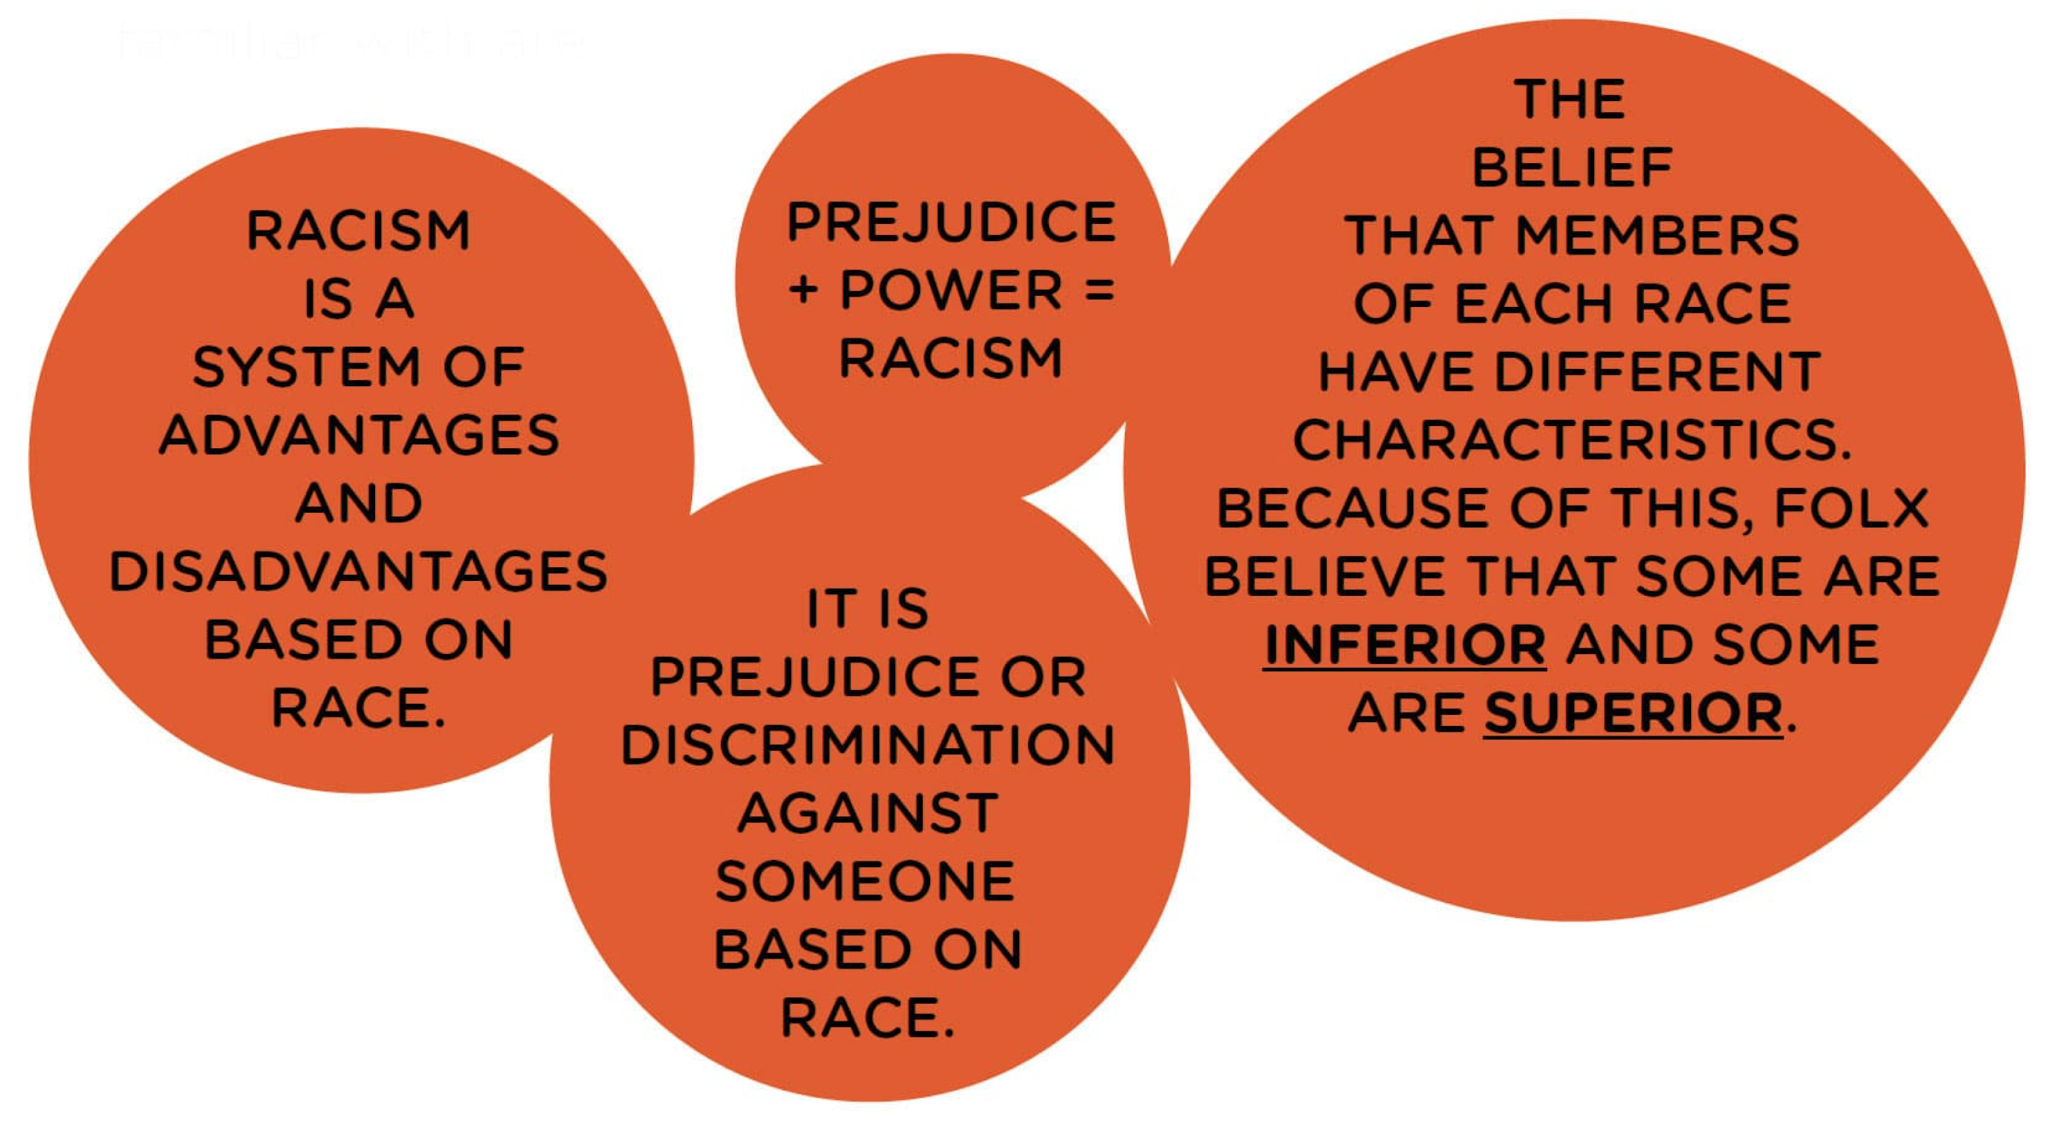 RACISM
IS A
SYSTEM OF
ADVANTAGES
AND
DISADVANTAGES
BASED ON
RACE.
PREJUDICE
+ POWER =
RACISM
IT IS
PREJUDICE OR
DISCRIMINATION
AGAINST
SOMEONE
BASED ON
RACE.
THE
BELIEF
THAT MEMBERS
OF EACH RACE
HAVE DIFFERENT
CHARACTERISTICS.
BECAUSE OF THIS, FOLX
BELIEVE THAT SOME ARE
INFERIOR AND SOME
ARE SUPERIOR.